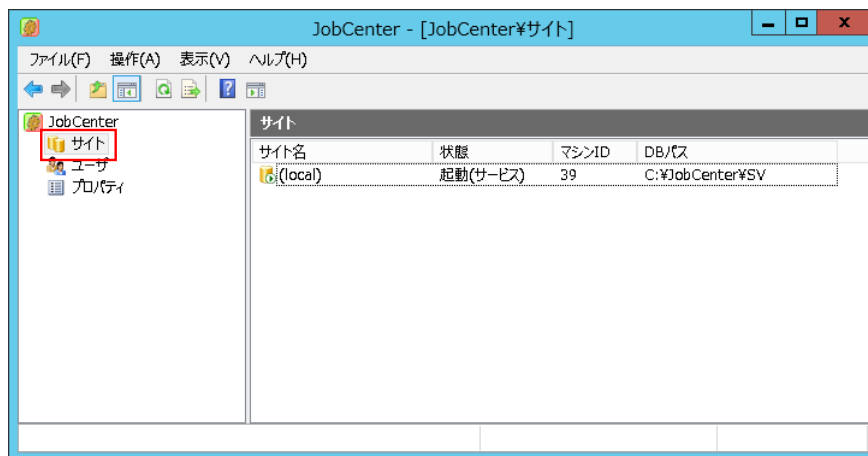 JobCenter - [JobCenter¥サイト]
ファイル(F) 操作(A) 表示(V) ヘルプ(H)
JobCenter
サイト
ユーザ
プロパティ
サイト
サイト名 状態 マシンID DBパス
(local) 起動(サービス) 39 C:¥JobCenter¥SV